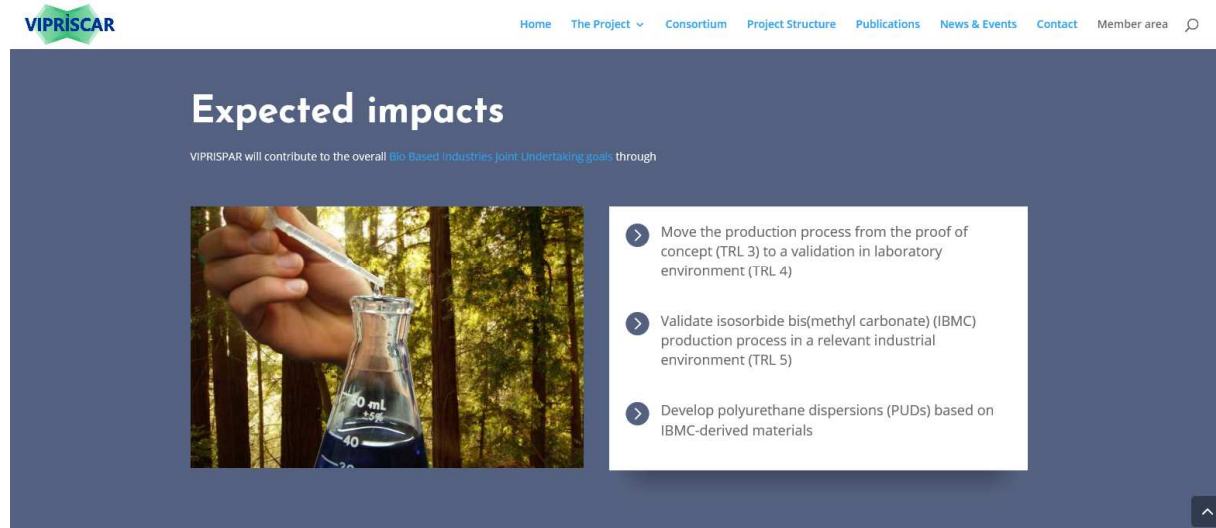 VIPRISCAR
Home The Project Consortium Project Structure Publications News & Events Contact Member area
Expected impacts
VIPRISPAR will contribute to the overall Bio Based Industries Joint Undertaking goals through
Move the production process from the proof of
concept (TRL 3) to a validation in laboratory
environment (TRL 4)
Validate isosorbide bis(methyl carbonate) (IBMC)
production process in a relevant industrial
environment (TRL 5)
Develop polyurethane dispersions (PUDs) based on
IBMC-derived materials
50 mL
±5%
40
30